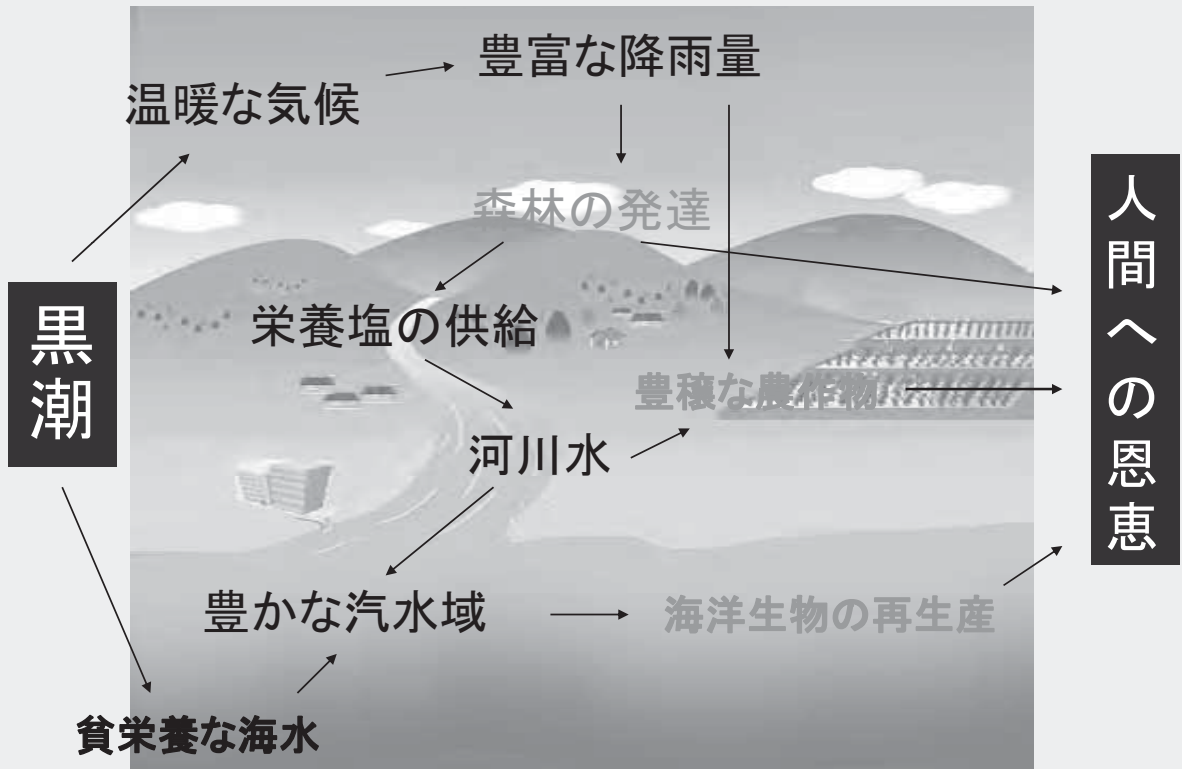 豊富な降雨量
温暖な気候
森林の発達
栄養塩の供給
豊穣な農作物
河川水
豊かな汽水域
海洋生物の再生産
貧栄養な海水
黒潮
人間への恩恵